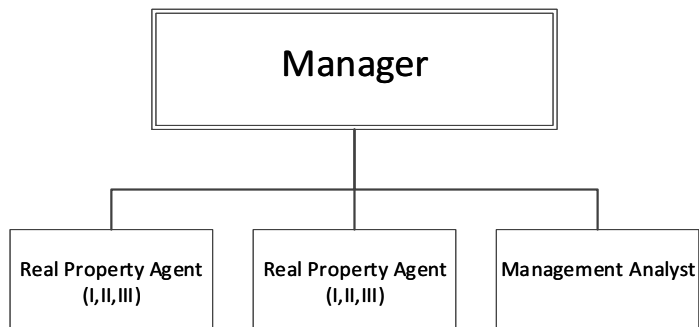 Manager
Real Property Agent
(I,II,III)
Real Property Agent
(I,II,III)
Management Analyst